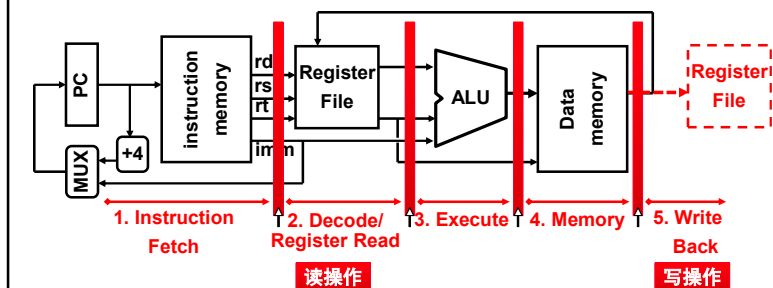 PC
+4
MUX
instruction
memory
rd
rs
rt
imm
Register
File
ALU
Data
memory
Register
File
1. Instruction
Fetch
2. Decode/
Register Read
3. Execute
4. Memory
5. Write
Back
读操作
写操作